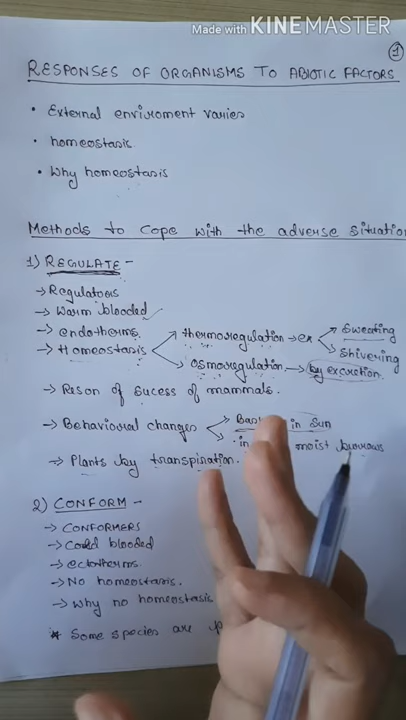 Made with KINEMASTER
1
RESPONSES OF ORGANISMS TO ABIOTIC FACTORS
• External enviroment varies
• homeostasis
• Why homeostasis
Methods to cope with the adverse situation
1) REGULATE -
→ Regulators
→ Warm blooded
→ endotherms
→ Homeostasis → thermoregulation → ex → Sweating
→ Shivering
→ osmoregulation → by excretion.
→ Reson of sucess of mammals.
→ Behavioural changes → in Sun
→ in moist burrows
→ Plants by transpiration.
2) CONFORM -
→ CONFORMERS
→ Could blooded
→ ectotherms.
→ No homeostasis.
→ Why no homeostasis
* Some species are